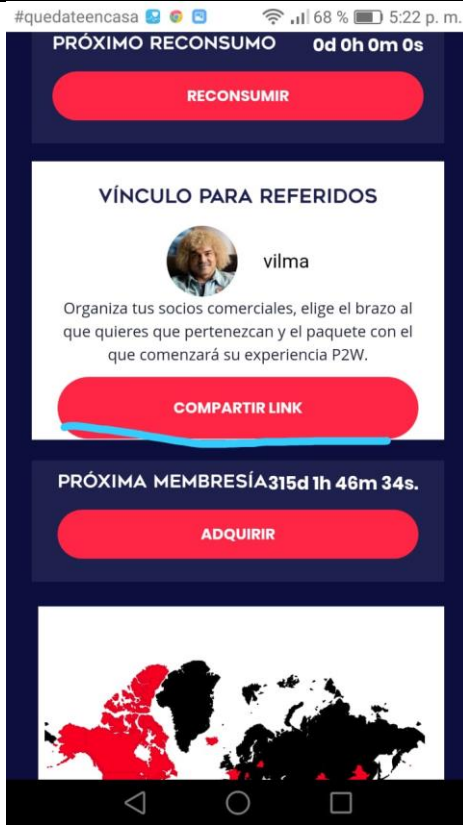 #quedateencasa 68 % 5:22 p. m.
PRÓXIMO RECONSUMO 0d 0h 0m 0s
RECONSUMIR
VÍNCULO PARA REFERIDOS
vilma
Organiza tus socios comerciales, elige el brazo al
que quieres que pertenezcan y el paquete con el
que comenzará su experiencia P2W.
COMPARTIR LINK
PRÓXIMA MEMBRESÍA 315d 1h 46m 34s.
ADQUIRIR